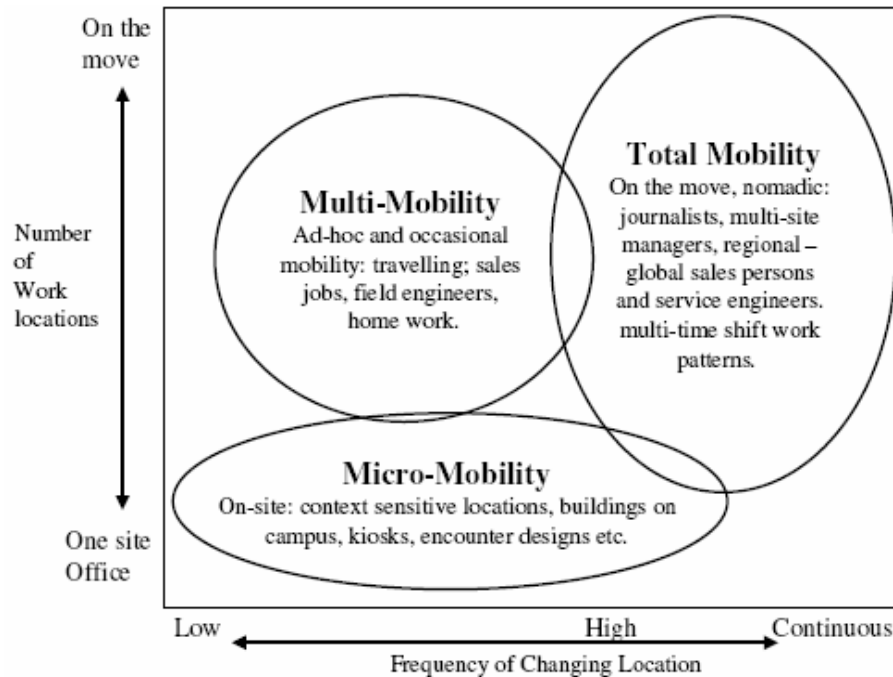 On the
move
Number
of
Work
locations
One site
Office
Multi-Mobility
Ad-hoc and occasional
mobility: travelling; sales
jobs, field engineers,
home work.
Total Mobility
On the move, nomadic:
journalists, multi-site
managers, regional –
global sales persons
and service engineers.
multi-time shift work
patterns.
Micro-Mobility
On-site: context sensitive locations, buildings on
campus, kiosks, encounter designs etc.
Low
High
Continuous
Frequency of Changing Location